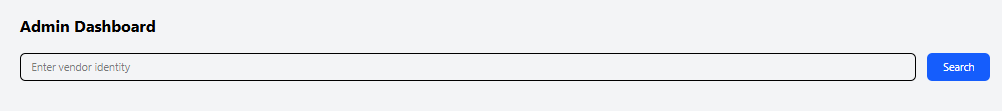 Admin Dashboard
Enter vendor identity
Search